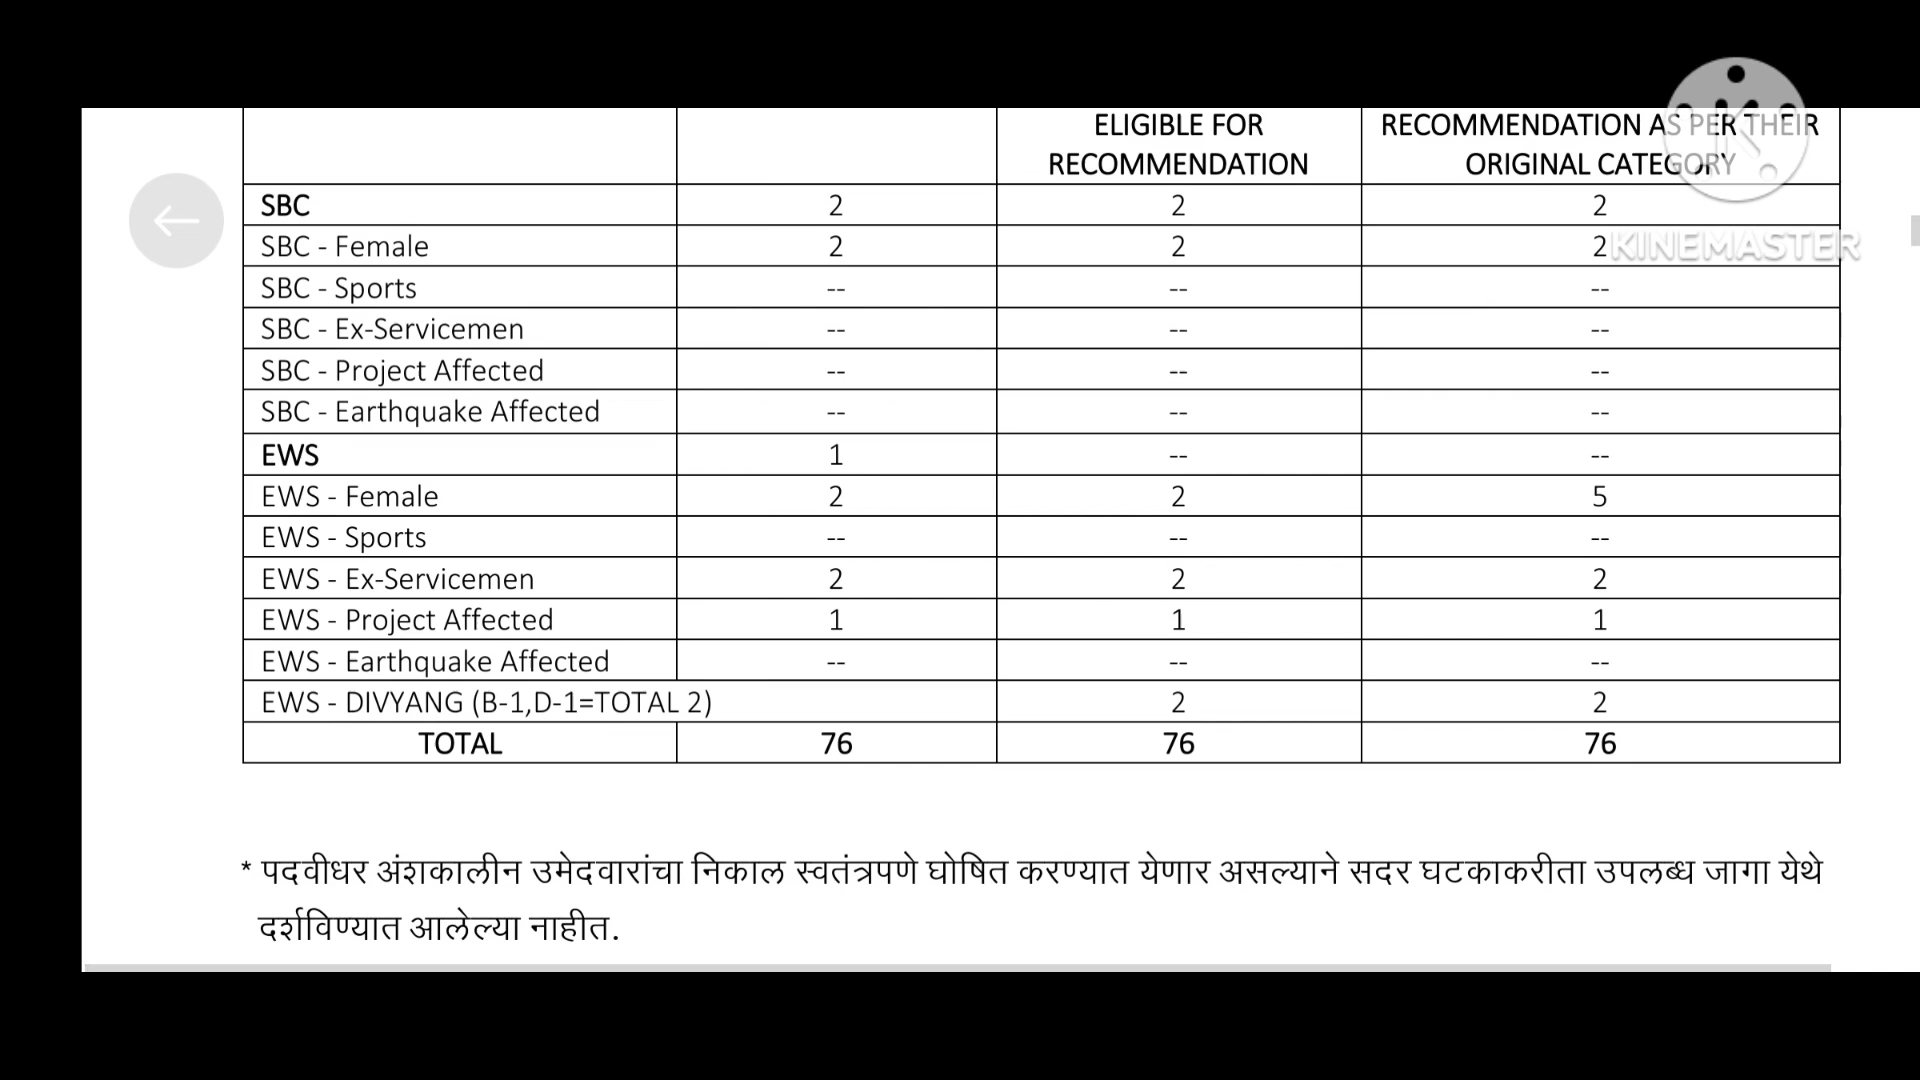 ELIGIBLE FOR RECOMMENDATION AS PER THEIR
RECOMMENDATION ORIGINAL CATEGORY
SBC 2 2 2
SBC - Female 2 2 2
KINEMASTER
SBC - Sports -- -- --
SBC - Ex-Servicemen -- -- --
SBC - Project Affected -- -- --
SBC - Earthquake Affected -- -- --
EWS 1 -- --
EWS - Female 2 2 5
EWS - Sports -- -- --
EWS - Ex-Servicemen 2 2 2
EWS - Project Affected 1 1 1
EWS - Earthquake Affected -- -- --
EWS - DIVYANG (B-1,D-1=TOTAL 2) 2 2
TOTAL 76 76 76
* पदवीधर अंशकालीन उमेदवारांचा निकाल स्वतंत्रपणे घोषित करण्यात येणार असल्याने सदर घटकाकरीता उपलब्ध जागा येथे
दर्शविण्यात आलेल्या नाहीत.